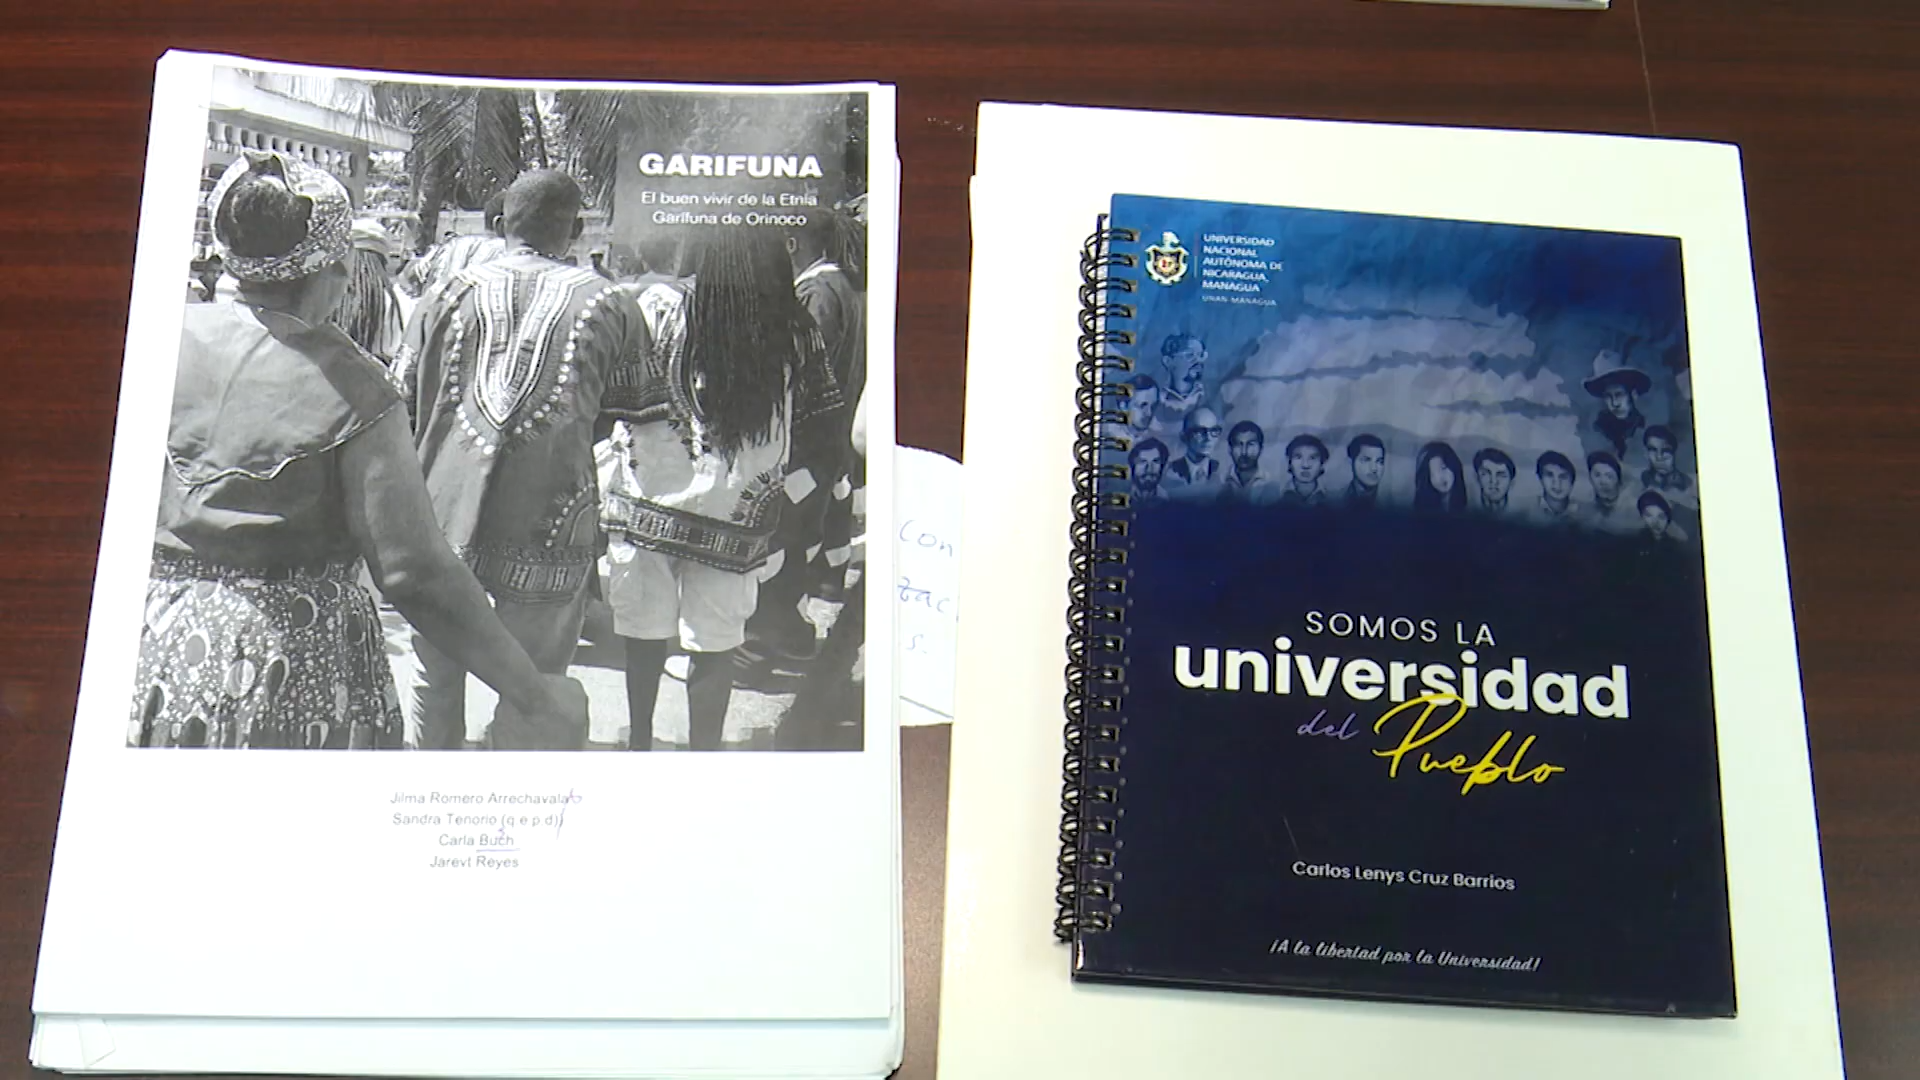 GARIFUNA
El buen vivir de la Etnia
Garifuna de Orinoco
Jilma Romero Arrechavala
Sandra Tenorio (q e p d)
Carla Buch
Jarevt Reyes
con
s.
UNIVERSIDAD
NACIONAL
AUTÓNOMA DE
NICARAGUA,
MANAGUA
UNAN-MANAGUA
SOMOS LA
universidad
del Pueblo
Carlos Lenys Cruz Barrios
¡A la libertad por la Universidad!